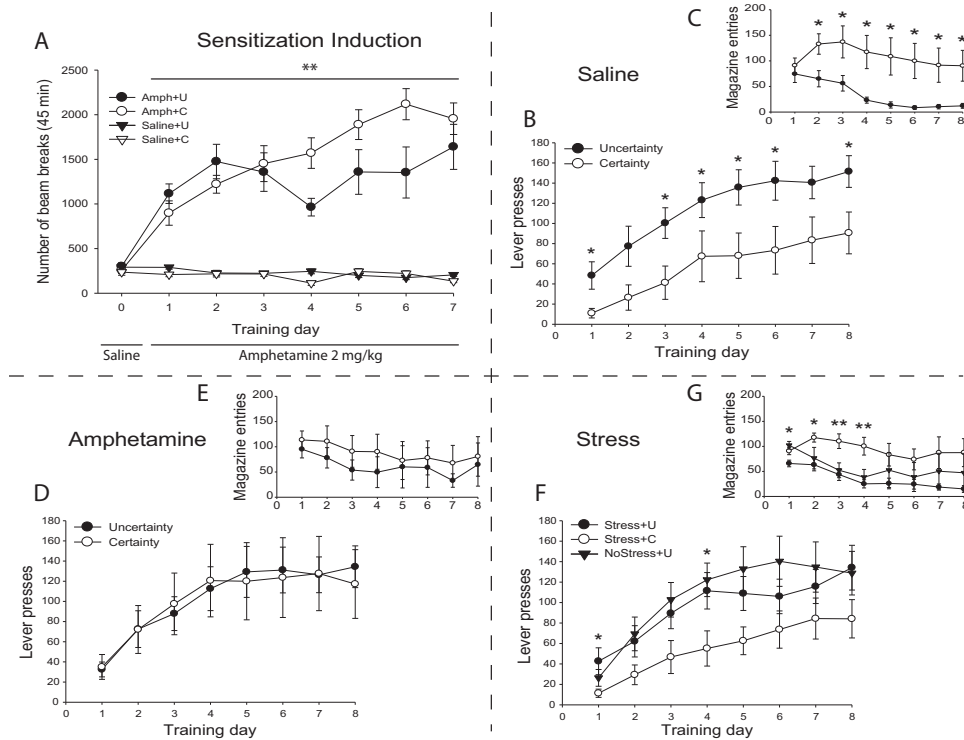 A
Sensitization Induction
**
2500
2000
1500
1000
500
0
Number of beam breaks (45 min)
Amph+U
Amph+C
Saline+U
Saline+C
0 1 2 3 4 5 6 7
Training day
Saline
Amphetamine 2 mg/kg
C
Saline
Magazine entries
200
150
100
50
0
* * * * * * *
0 1 2 3 4 5 6 7 8
B
Uncertainty
Certainty
Lever presses
180
160
140
120
100
80
60
40
20
0
* * * * * *
0 1 2 3 4 5 6 7 8
Training day
E
Amphetamine
Magazine entries
200
150
100
50
0
0 1 2 3 4 5 6 7 8
D
Uncertainty
Certainty
Lever presses
180
160
140
120
100
80
60
40
20
0
0 1 2 3 4 5 6 7 8
Training day
G
Stress
Magazine entries
200
150
100
50
0
* * ** **
0 1 2 3 4 5 6 7 8
F
Stress+U
Stress+C
NoStress+U
Lever presses
180
160
140
120
100
80
60
40
20
0
* *
0 1 2 3 4 5 6 7 8
Training day